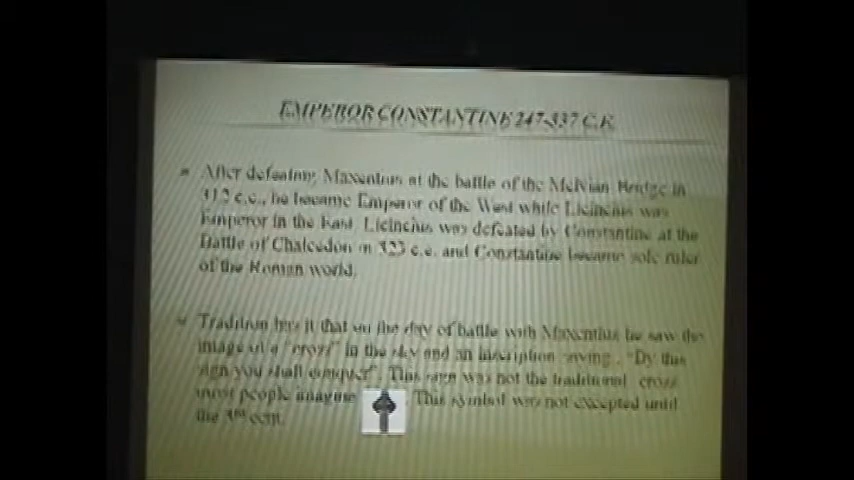 EMPEROR CONSTANTINE 247-337 C.E.
After defeating Maxentius at the battle of the Melvian Bridge in
312 c.e., he became Emperor of the West while Licincius was
Emperor in the East. Licincius was defeated by Constantine at the
Battle of Chalcedon in 323 c.e. and Constantine became sole ruler
of the Roman world.
Tradition has it that on the day of battle with Maxentius he saw the
image of a "cross" in the sky and an inscription saying, "By this
sign you shall conquer". This sign was not the traditional cross
most people imagine. This symbol was not excepted until
the cent.